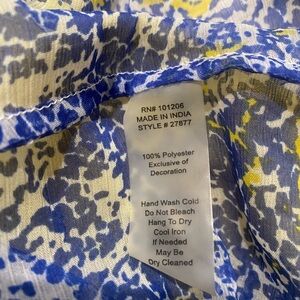 RN# 101206
MADE IN INDIA
STYLE # 27877
100% Polyester
Exclusive of
Decoration
Hand Wash Cold
Do Not Bleach
Hang To Dry
Cool Iron
If Needed
May Be
Dry Cleaned